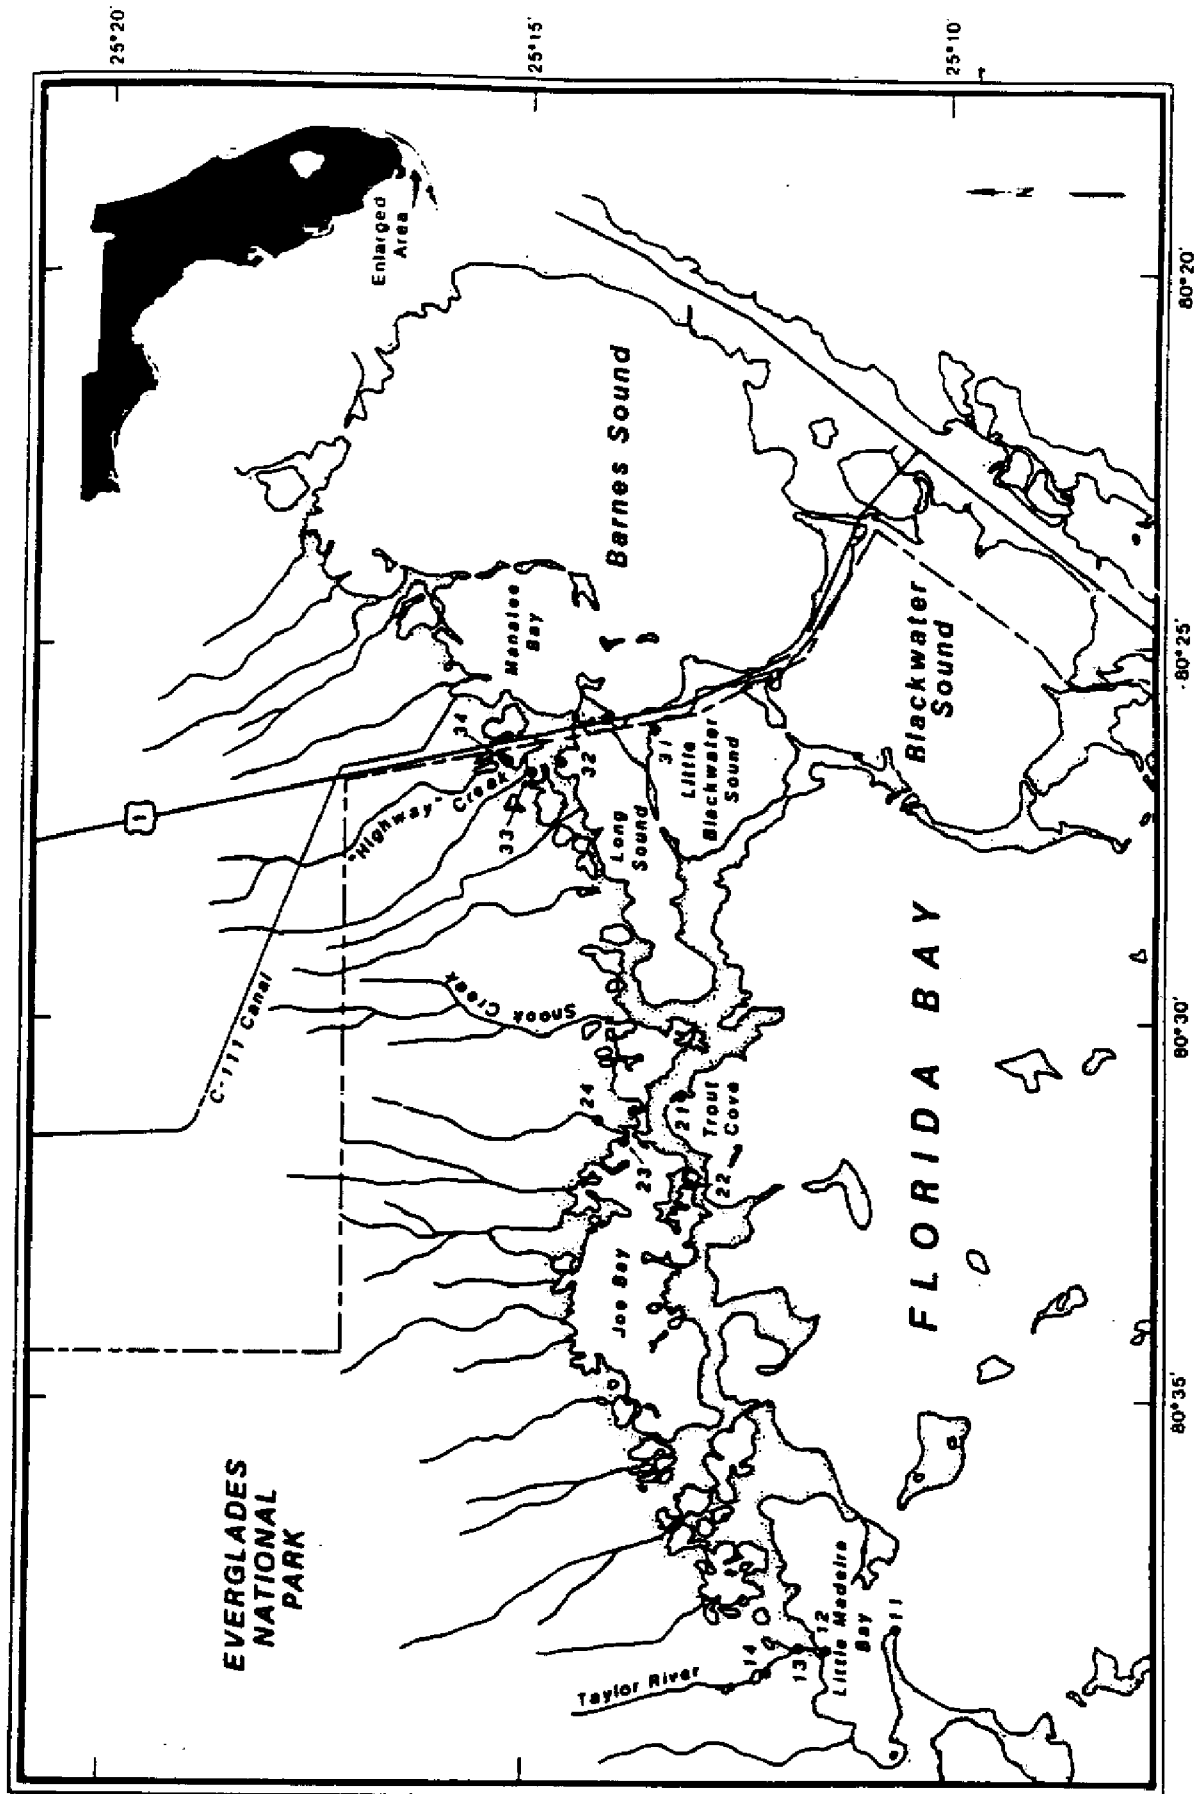 25°20'
25°15'
25°10'
Enlarged
Area
N
80°20'
80°25'
80°30'
80°35'
Barnes Sound
Manatee
Bay
Blackwater
Sound
1
34
"Highway" Creek
33
32
31
Little
Blackwater
Sound
Long
Sound
C-111 Canal
Snook Creek
24
23
21
22
Trout
Cove
Joe Bay
FLORIDA BAY
EVERGLADES
NATIONAL
PARK
Taylor River
14
13
12
11
Little Madeira
Bay